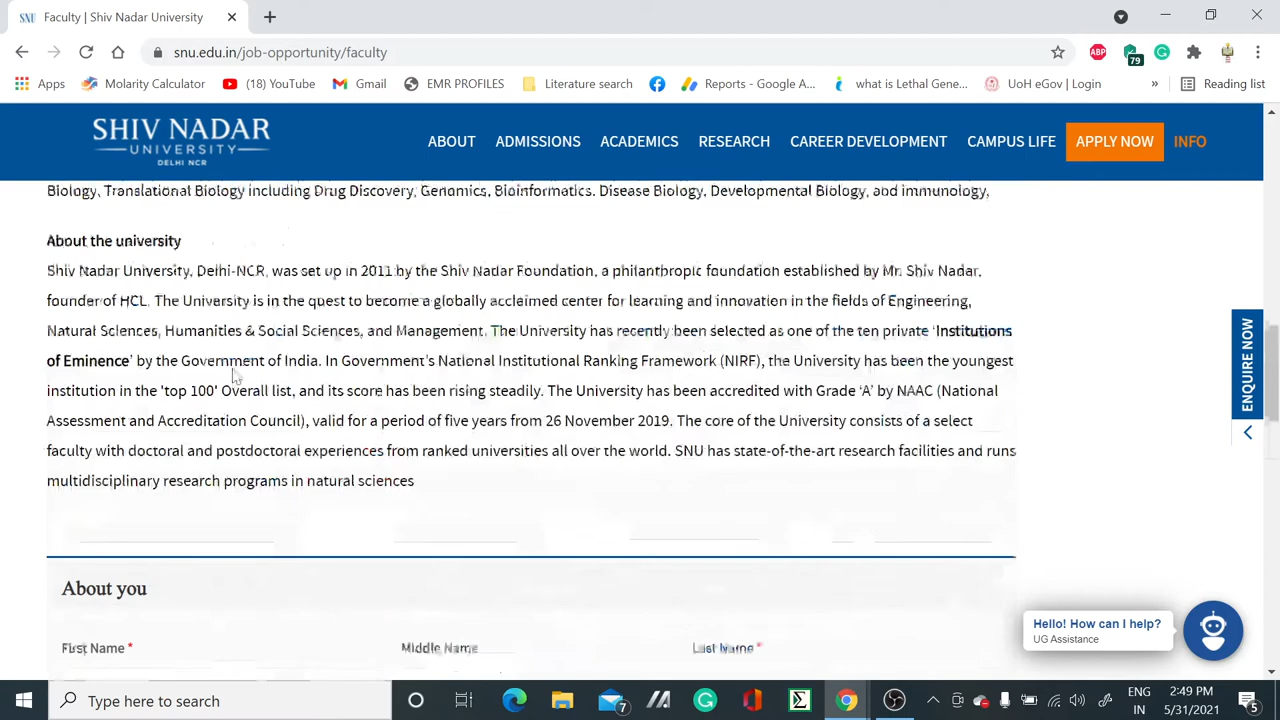 Faculty | Shiv Nadar University
snu.edu.in/job-opportunity/faculty
ABP
79
Apps Molarity Calculator (18) YouTube Gmail EMR PROFILES Literature search Reports - Google A... what is Lethal Gene... UoH eGov | Login » Reading list
SHIV NADAR
UNIVERSITY
DELHI NCR
ABOUT ADMISSIONS ACADEMICS RESEARCH CAREER DEVELOPMENT CAMPUS LIFE APPLY NOW INFO
Biology, Translational Biology including Drug Discovery, Genomics, Bioinformatics. Disease Biology, Developmental Biology, and immunology,
About the university
Shiv Nadar University, Delhi-NCR, was set up in 2011 by the Shiv Nadar Foundation, a philanthropic foundation established by Mr. Shiv Nadar,
founder of HCL. The University is in the quest to become globally acclaimed center for learning and innovation in the fields of Engineering,
Natural Sciences, Humanities & Social Sciences, and Management. The University has recently been selected as one of the ten private ‘Institutions
of Eminence’ by the Government of India. In Government’s National Institutional Ranking Framework (NIRF), the University has been the youngest
institution in the 'top 100' Overall list, and its score has been rising steadily. The University has been accredited with Grade ‘A’ by NAAC (National
Assessment and Accreditation Council), valid for a period of five years from 26 November 2019. The core of the University consists of a select
faculty with doctoral and postdoctoral experiences from ranked universities all over the world. SNU has state-of-the-art research facilities and runs
multidisciplinary research programs in natural sciences
ENQUIRE NOW
About you
First Name * Middle Name Last Name *
Hello! How can I help?
UG Assistance
Type here to search
7
ENG
IN
2:49 PM
5/31/2021
5